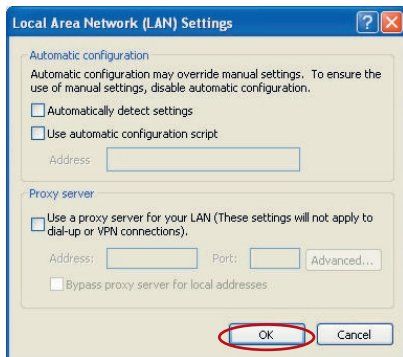 Local Area Network (LAN) Settings
Automatic configuration
Automatic configuration may override manual settings. To ensure the
use of manual settings, disable automatic configuration.
Automatically detect settings
Use automatic configuration script
Address
Proxy server
Use a proxy server for your LAN (These settings will not apply to
dial-up or VPN connections).
Address: Port: Advanced...
Bypass proxy server for local addresses
OK Cancel